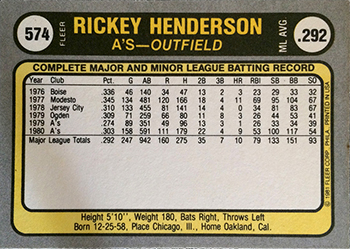 574
FLEER
RICKEY HENDERSON
A'S—OUTFIELD
ML AVG
.292
COMPLETE MAJOR AND MINOR LEAGUE BATTING RECORD
Year Club Pct. G AB R H 2B 3B HR RBI SB BB SO
1976 Boise .336 46 140 34 47 13 2 3 23 29 33 32
1977 Modesto .345 134 481 120 166 18 4 11 69 95 104 67
1978 Jersey City .310 133 455 81 141 14 4 0 34 81 83 67
1979 Ogden .309 71 259 66 80 11 8 3 26 44 53 41
1979 A's .274 89 351 49 96 13 3 1 26 33 34 39
1980 A's .303 158 591 111 179 22 4 9 53 100 117 54
Major League Totals .292 247 942 160 275 35 7 10 79 133 151 93
Height 5'10", Weight 180, Bats Right, Throws Left
Born 12-25-58, Place Chicago, Ill., Home Oakland, Cal.
© 1981 FLEER CORP. PHILA. PRINTED IN USA